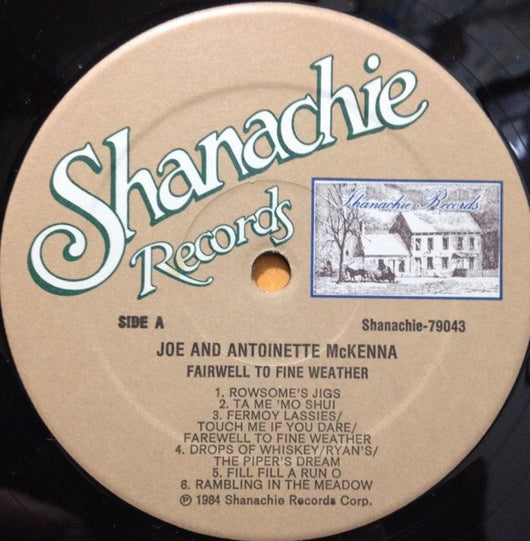 Shanachie
Records
Shanachie Records
SIDE A
Shanachie-79043
JOE AND ANTOINETTE McKENNA
FAIRWELL TO FINE WEATHER
1. ROWSOME'S JIGS
2. TA ME 'MO SHUI
3. FERMOY LASSIES/
TOUCH ME IF YOU DARE/
FAREWELL TO FINE WEATHER
4. DROPS OF WHISKEY/RYAN'S/
THE PIPER'S DREAM
5. FILL FILL A RUN O
6. RAMBLING IN THE MEADOW
℗ 1984 Shanachie Records Corp.